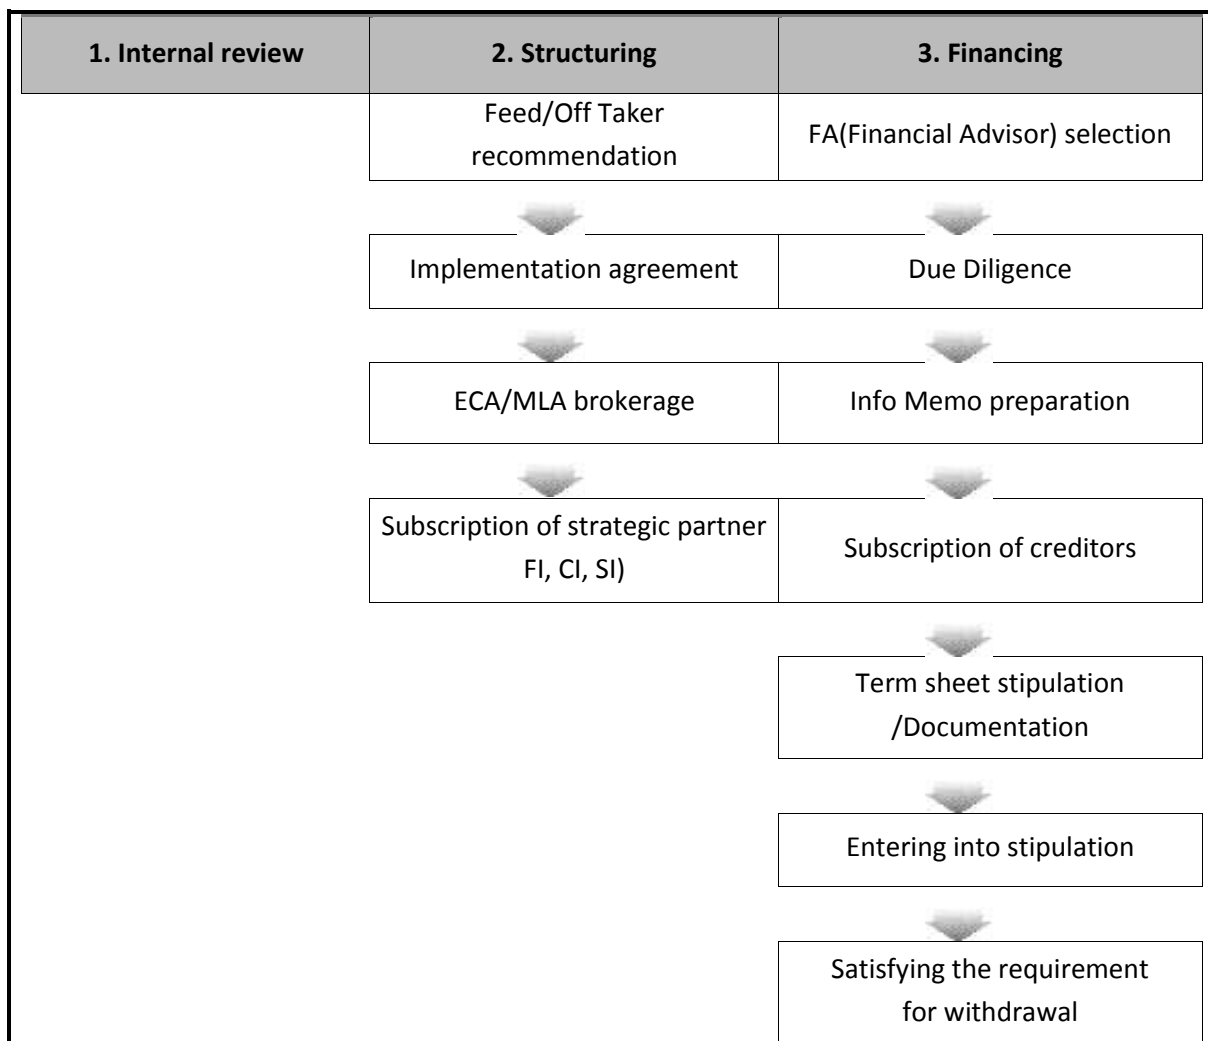 1. Internal review
2. Structuring
3. Financing
Feed/Off Taker
recommendation
FA(Financial Advisor) selection
Implementation agreement
Due Diligence
ECA/MLA brokerage
Info Memo preparation
Subscription of strategic partner
FI, CI, SI)
Subscription of creditors
Term sheet stipulation
/Documentation
Entering into stipulation
Satisfying the requirement
for withdrawal